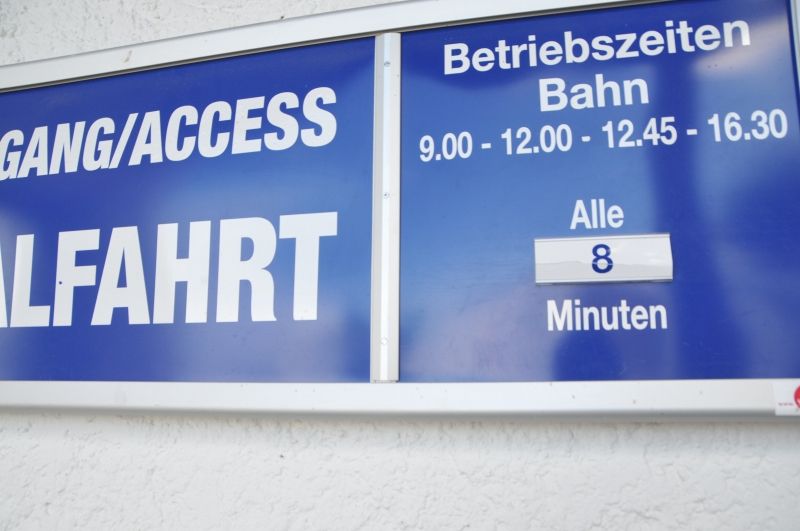 GANG/ACCESS
ALFAHRT
Betriebszeiten
Bahn
9.00 - 12.00 - 12.45 - 16.30
Alle
8
Minuten